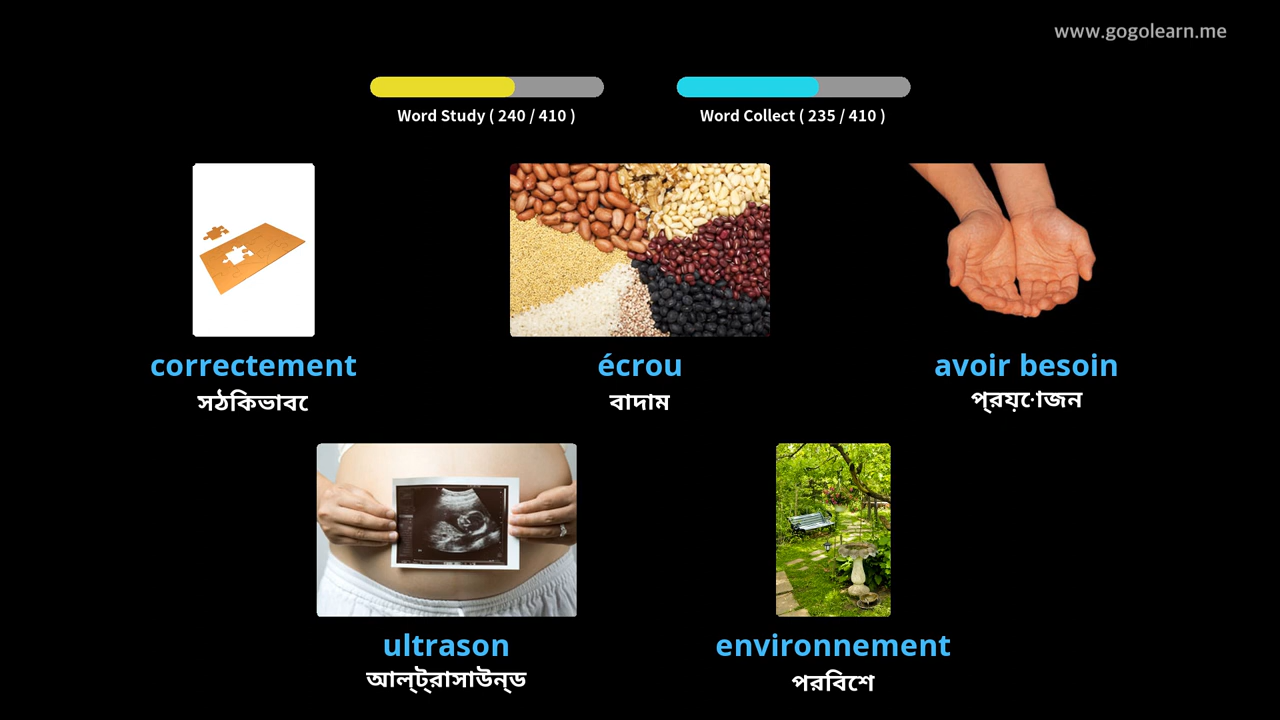 www.gogolearn.me
Word Study ( 240 / 410 )
Word Collect ( 235 / 410 )
correctement
সঠিকভাবে
écrou
বাদাম
avoir besoin
প্রয়োজন
ultrason
আল্ট্রাসাউন্ড
environnement
পরিবেশ